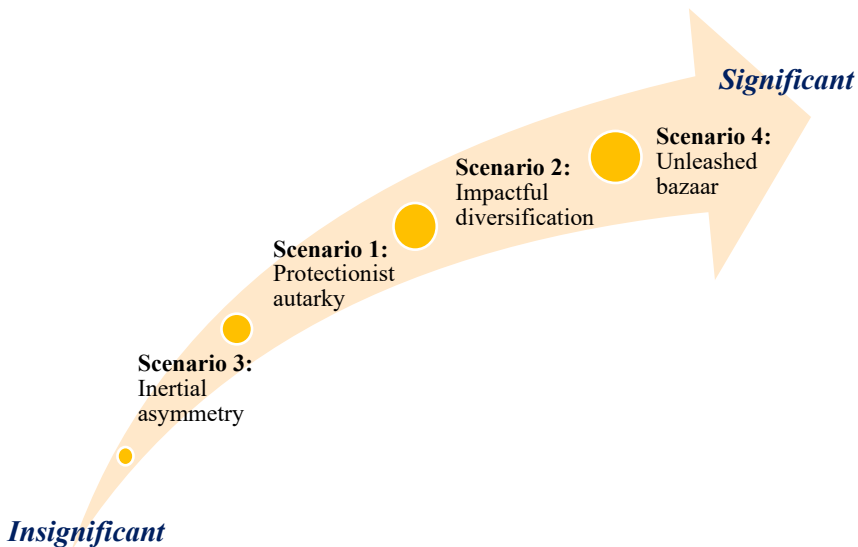 Significant
Scenario 4:
Unleashed
bazaar
Scenario 2:
Impactful
diversification
Scenario 1:
Protectionist
autarky
Scenario 3:
Inertial
asymmetry
Insignificant